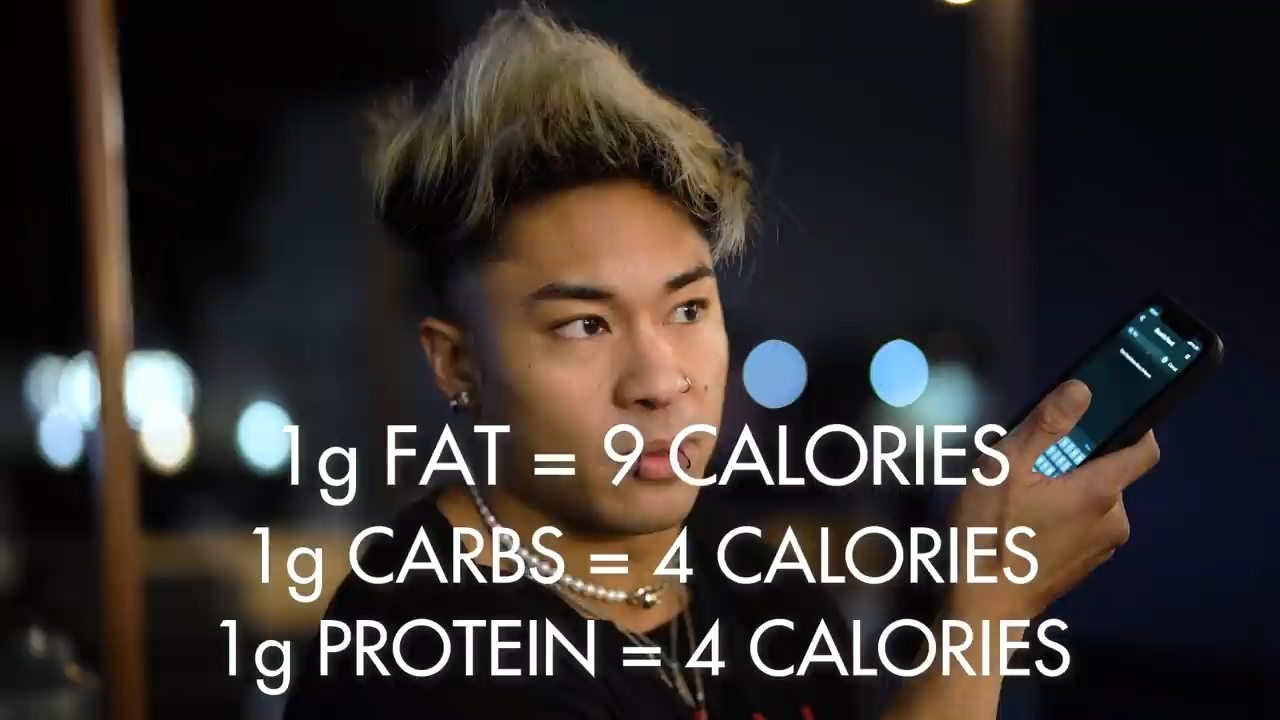 1g FAT = 9 CALORIES
1g CARBS = 4 CALORIES
1g PROTEIN = 4 CALORIES